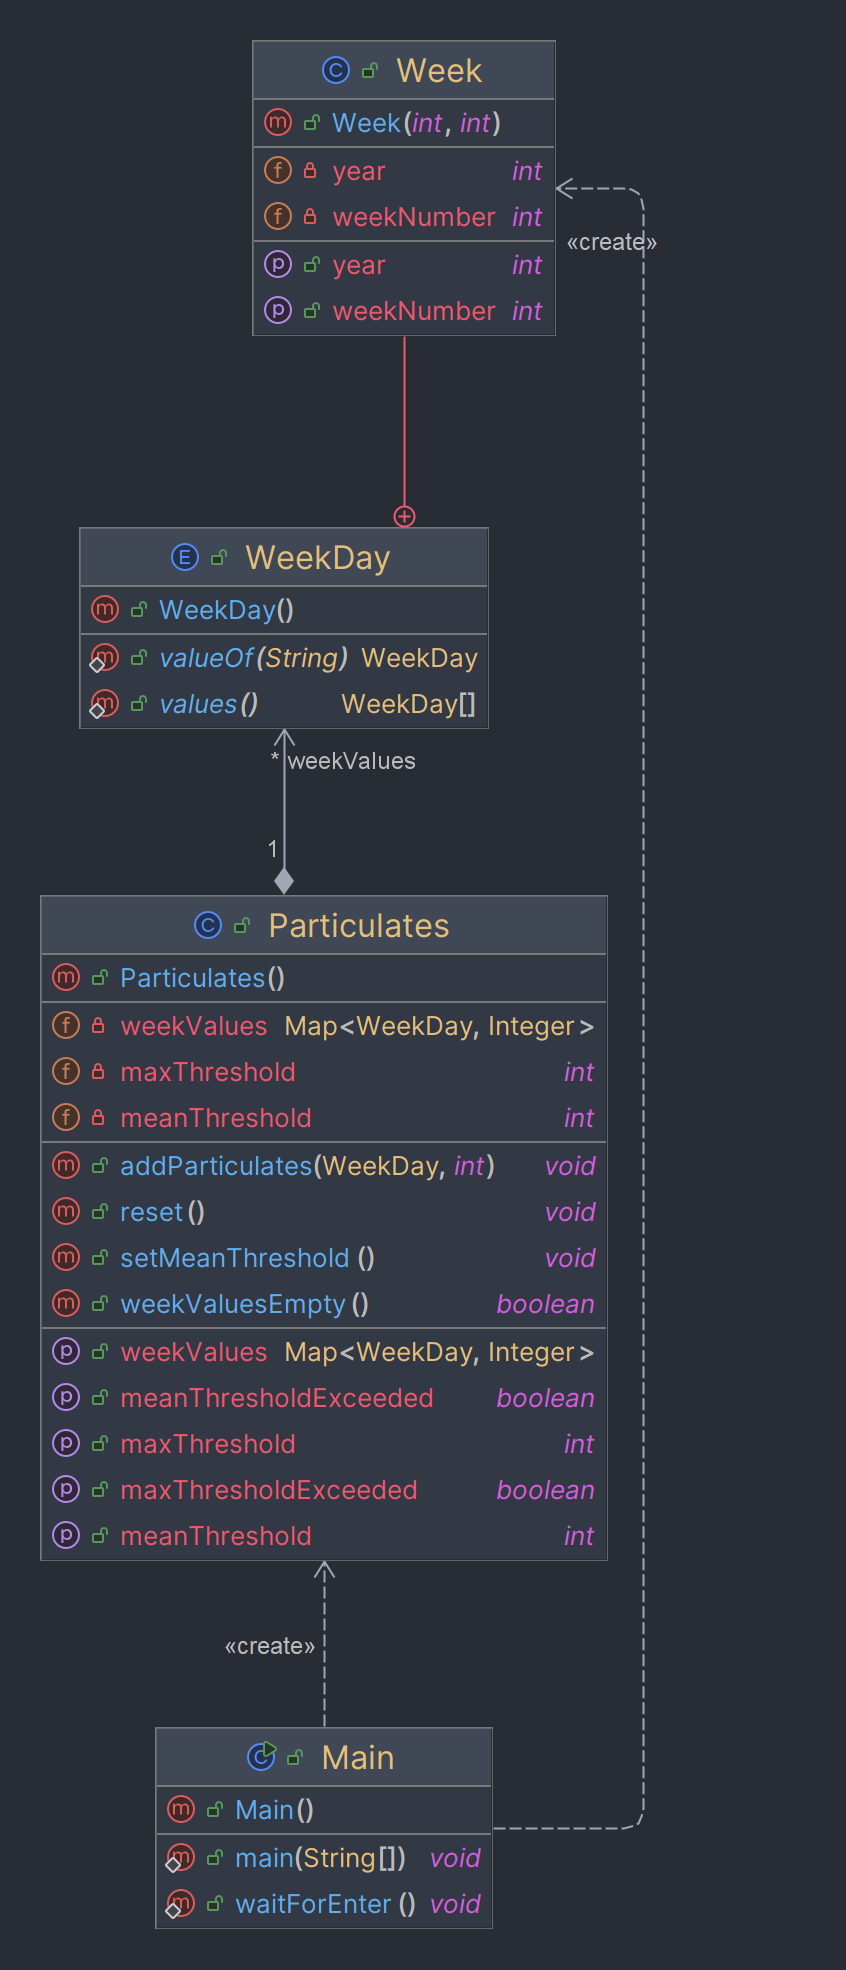 Week
Week(int, int)
year int
weekNumber int
year int
weekNumber int
«create»
WeekDay
WeekDay()
valueOf(String) WeekDay
values() WeekDay[]
* weekValues
1
Particulates
Particulates()
weekValues Map<WeekDay, Integer>
maxThreshold int
meanThreshold int
addParticulates(WeekDay, int) void
reset() void
setMeanThreshold() void
weekValuesEmpty() boolean
weekValues Map<WeekDay, Integer>
meanThresholdExceeded boolean
maxThreshold int
maxThresholdExceeded boolean
meanThreshold int
«create»
Main
Main()
main(String[]) void
waitForEnter() void